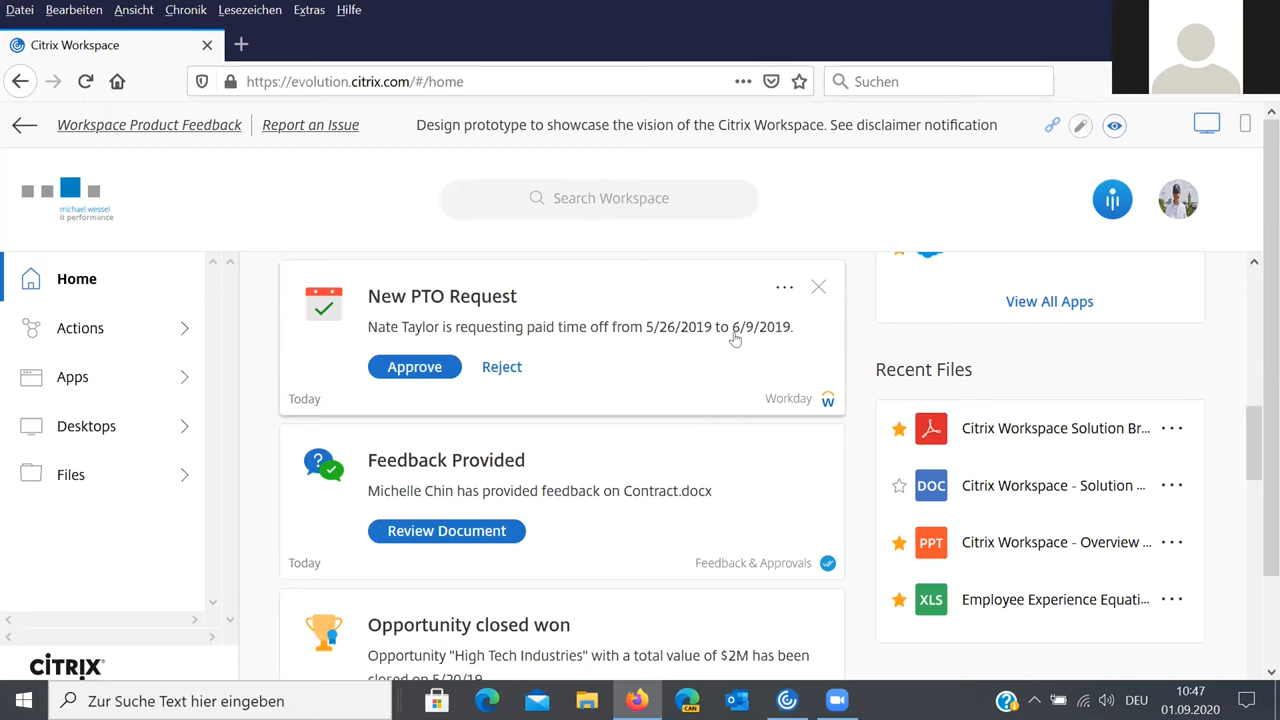 Datei Bearbeiten Ansicht Chronik Lesezeichen Extras Hilfe
Citrix Workspace
https://evolution.citrix.com/#/home
Suchen
Workspace Product Feedback Report an Issue Design prototype to showcase the vision of the Citrix Workspace. See disclaimer notification
michael wessel
it performance
Search Workspace
Home
Actions
Apps
Desktops
Files
CITRIX
New PTO Request
Nate Taylor is requesting paid time off from 5/26/2019 to 6/9/2019.
Approve Reject
Today Workday
Feedback Provided
Michelle Chin has provided feedback on Contract.docx
Review Document
Today Feedback & Approvals
Opportunity closed won
Opportunity "High Tech Industries" with a total value of $2M has been
closed on 5/20/19.
View All Apps
Recent Files
Citrix Workspace Solution Br...
DOC Citrix Workspace - Solution ...
PPT Citrix Workspace - Overview ...
XLS Employee Experience Equati...
Zur Suche Text hier eingeben
CAN
DEU
10:47
01.09.2020